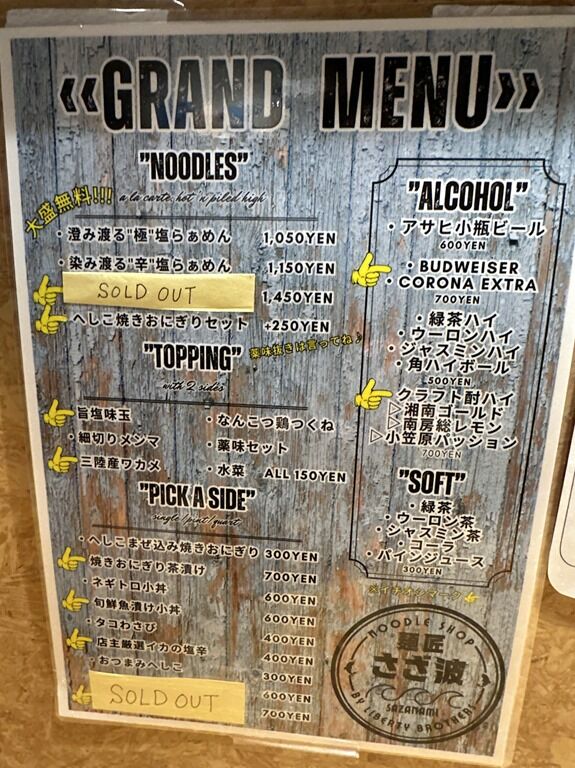 «GRAND MENU»
"NOODLES"
a la carte, hot 'n piled high
大盛無料!!!
・澄み渡る"極"塩らぁめん 1,050YEN
・染み渡る"辛"塩らぁめん 1,150YEN
SOLD OUT 1,450YEN
・へしこ焼きおにぎりセット +250YEN
薬味抜きは言ってね♪
"TOPPING"
with 2 sides
・旨塩味玉 ・なんこつ鶏つくね
・細切りメンマ ・薬味セット
・三陸産ワカメ ・水菜 ALL 150YEN
"PICK A SIDE"
single/pint/quart
・へしこまぜ込み焼きおにぎり 300YEN
・焼きおにぎり茶漬け 700YEN
・ネギトロ小丼 600YEN
・旬鮮魚漬け小丼 600YEN
・タコわさび 400YEN
・店主厳選イカの塩辛 400YEN
・おつまみへしこ 300YEN
SOLD OUT 600YEN
700YEN
"ALCOHOL"
・アサヒ小瓶ビール
600YEN
・BUDWEISER
・CORONA EXTRA
700YEN
・緑茶ハイ
・ウーロンハイ
・ジャスミンハイ
・角ハイボール
500YEN
クラフト酎ハイ
▷湘南ゴールド
▷南房総レモン
▷小笠原パッション
700YEN
"SOFT"
・緑茶
・ウーロン茶
・ジャスミン茶
・コーラ
・パインジュース
300YEN
イチオシマーク
NOODLE SHOP
麺匠
さざ波
SAZANAMI
BY LIBERTY BROTHERS